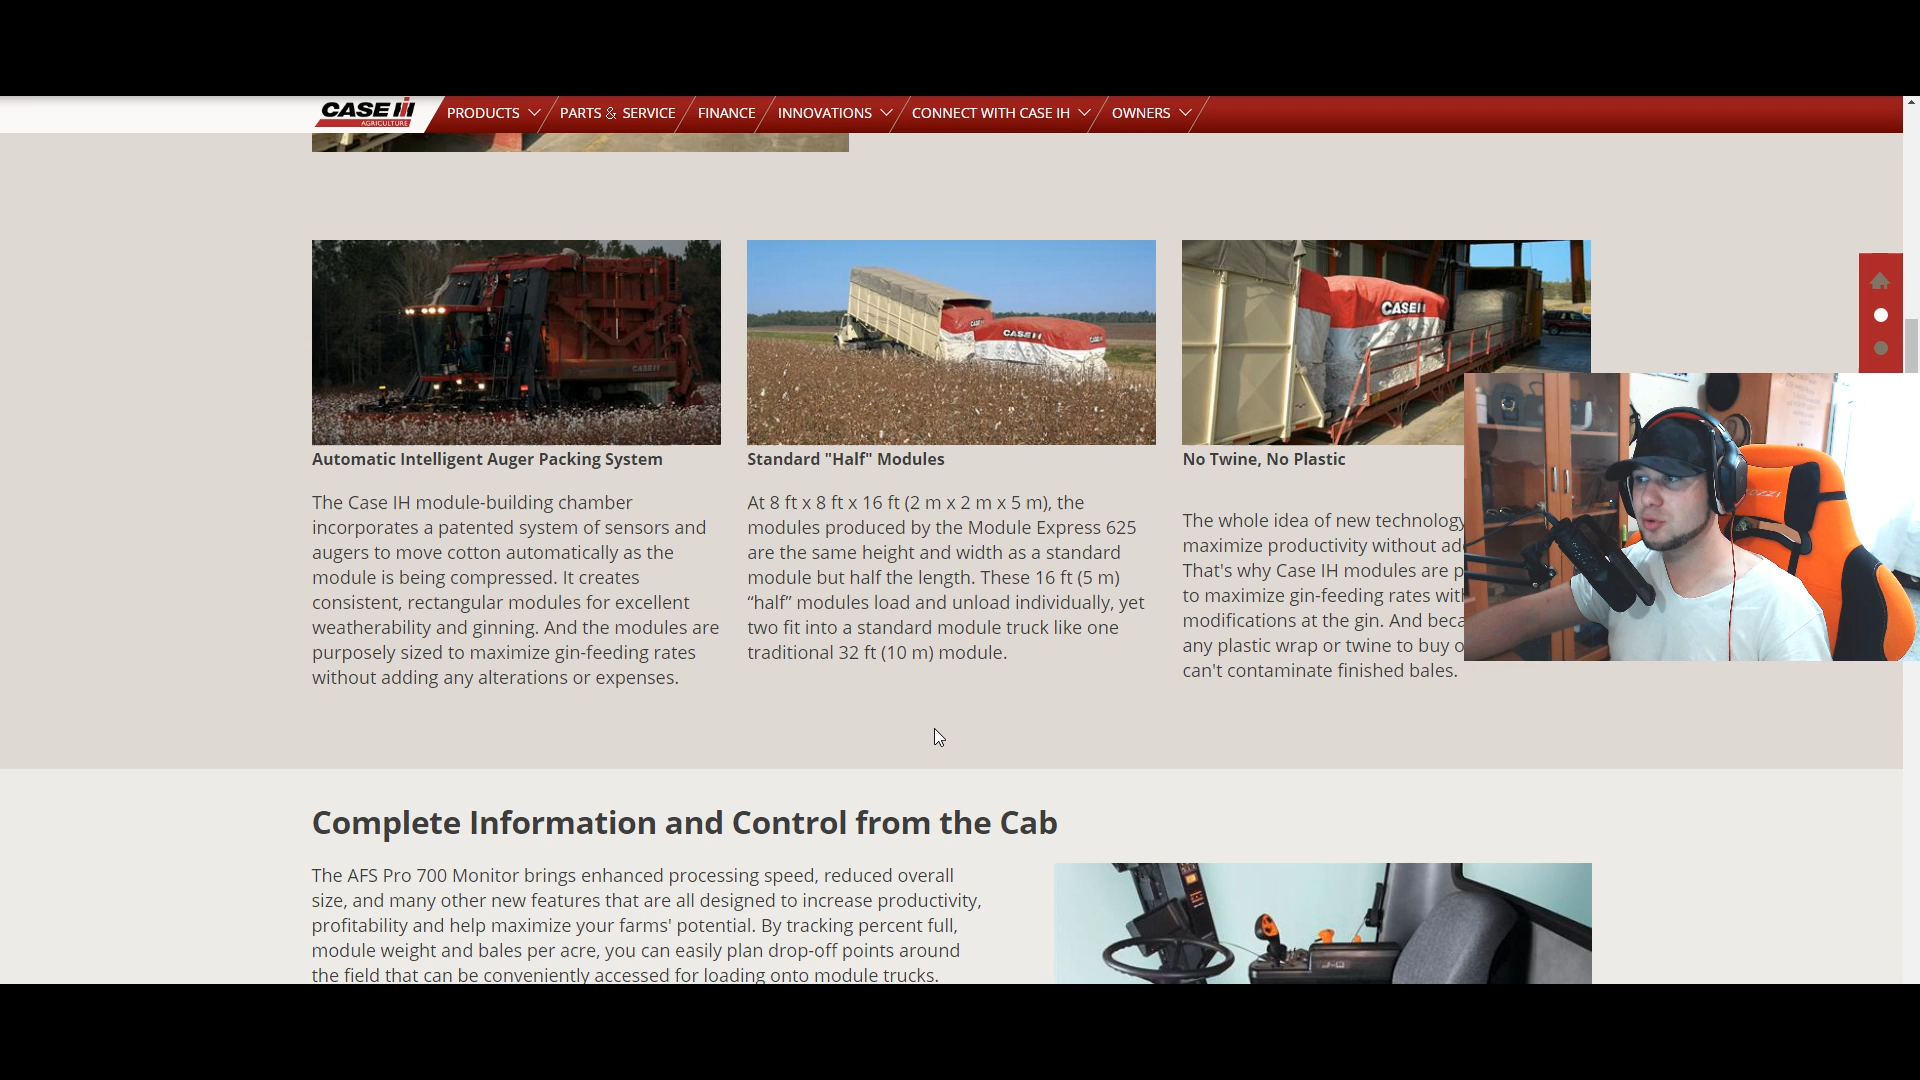 CASE IH
AGRICULTURE
PRODUCTS
PARTS & SERVICE
FINANCE
INNOVATIONS
CONNECT WITH CASE IH
OWNERS
CASE IH
CASE IH
CASE IH
Automatic Intelligent Auger Packing System
The Case IH module-building chamber
incorporates a patented system of sensors and
augers to move cotton automatically as the
module is being compressed. It creates
consistent, rectangular modules for excellent
weatherability and ginning. And the modules are
purposely sized to maximize gin-feeding rates
without adding any alterations or expenses.
Standard "Half" Modules
At 8 ft x 8 ft x 16 ft (2 m x 2 m x 5 m), the
modules produced by the Module Express 625
are the same height and width as a standard
module but half the length. These 16 ft (5 m)
“half” modules load and unload individually, yet
two fit into a standard module truck like one
traditional 32 ft (10 m) module.
No Twine, No Plastic
The whole idea of new technology
maximize productivity without
That's why Case IH modules are
to maximize gin-feeding rates
modifications at the gin. And
any plastic wrap or twine to buy
can't contaminate finished bales.
Complete Information and Control from the Cab
The AFS Pro 700 Monitor brings enhanced processing speed, reduced overall
size, and many other new features that are all designed to increase productivity,
profitability and help maximize your farms' potential. By tracking percent full,
module weight and bales per acre, you can easily plan drop-off points around
the field that can be conveniently accessed for loading onto module trucks.